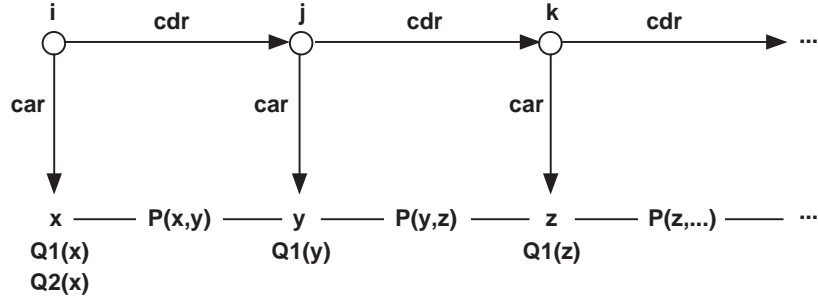 i j k
cdr cdr cdr
...
car car car
x P(x,y) y P(y,z) z P(z,...) ...
Q1(x) Q1(y) Q1(z)
Q2(x)